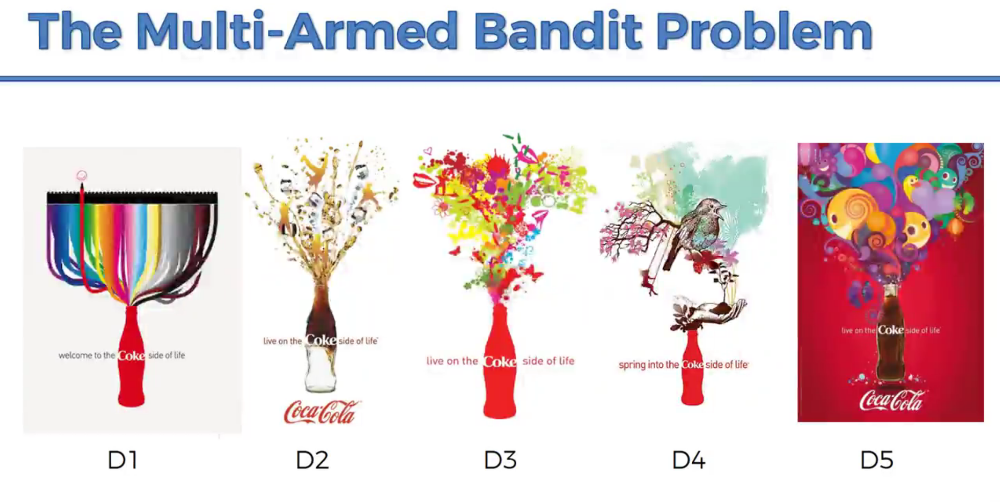 The Multi-Armed Bandit Problem
welcome to the Coke side of life
live on the Coke side of life
Coca-Cola
live on the Coke side of life
spring into the Coke side of life
live on the Coke side of life
Coca-Cola
D1
D2
D3
D4
D5